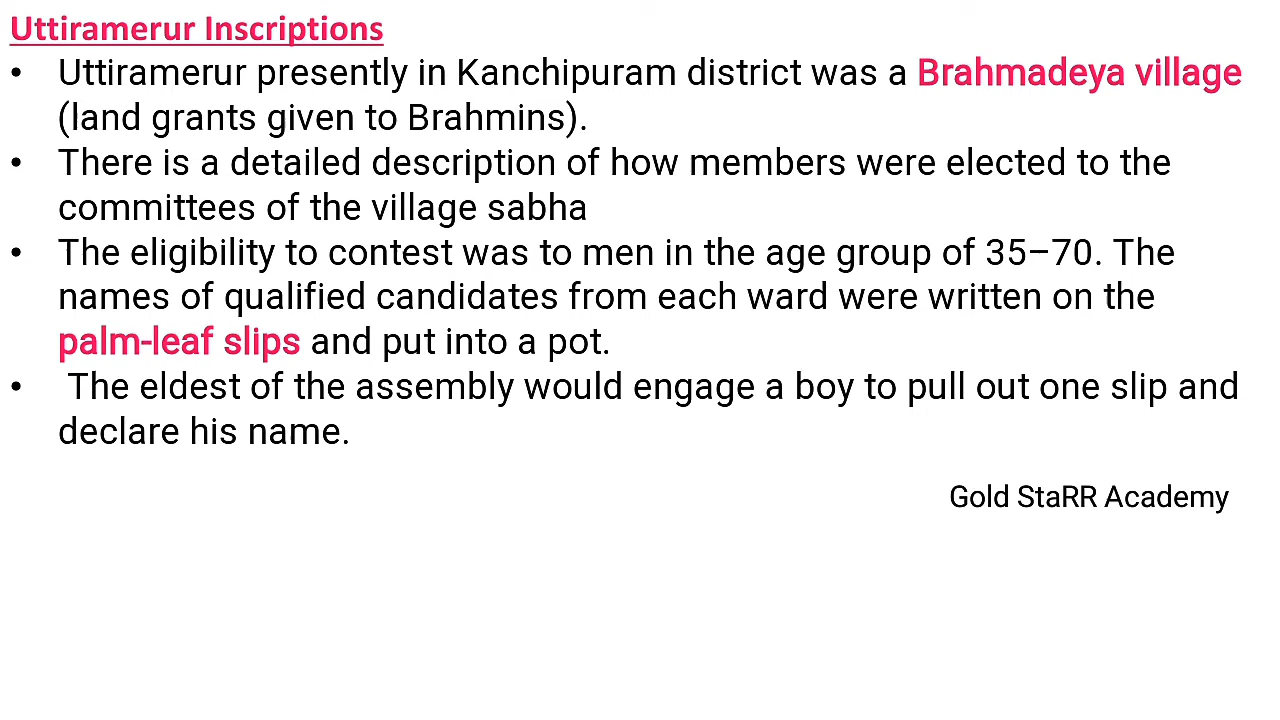 Uttiramerur Inscriptions
• Uttiramerur presently in Kanchipuram district was a Brahmadeya village
(land grants given to Brahmins).
• There is a detailed description of how members were elected to the
committees of the village sabha
• The eligibility to contest was to men in the age group of 35–70. The
names of qualified candidates from each ward were written on the
palm-leaf slips and put into a pot.
• The eldest of the assembly would engage a boy to pull out one slip and
declare his name.
Gold StaRR Academy